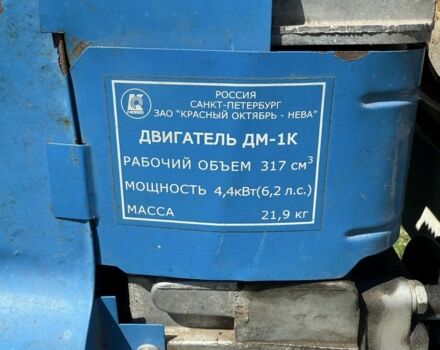 РОССИЯ
САНКТ-ПЕТЕРБУРГ
ЗАО "КРАСНЫЙ ОКТЯБРЬ - НЕВА"
ДВИГАТЕЛЬ ДМ-1К
РАБОЧИЙ ОБЪЕМ 317 см³
МОЩНОСТЬ 4,4кВт(6,2 л.с.)
МАССА 21,9 кг